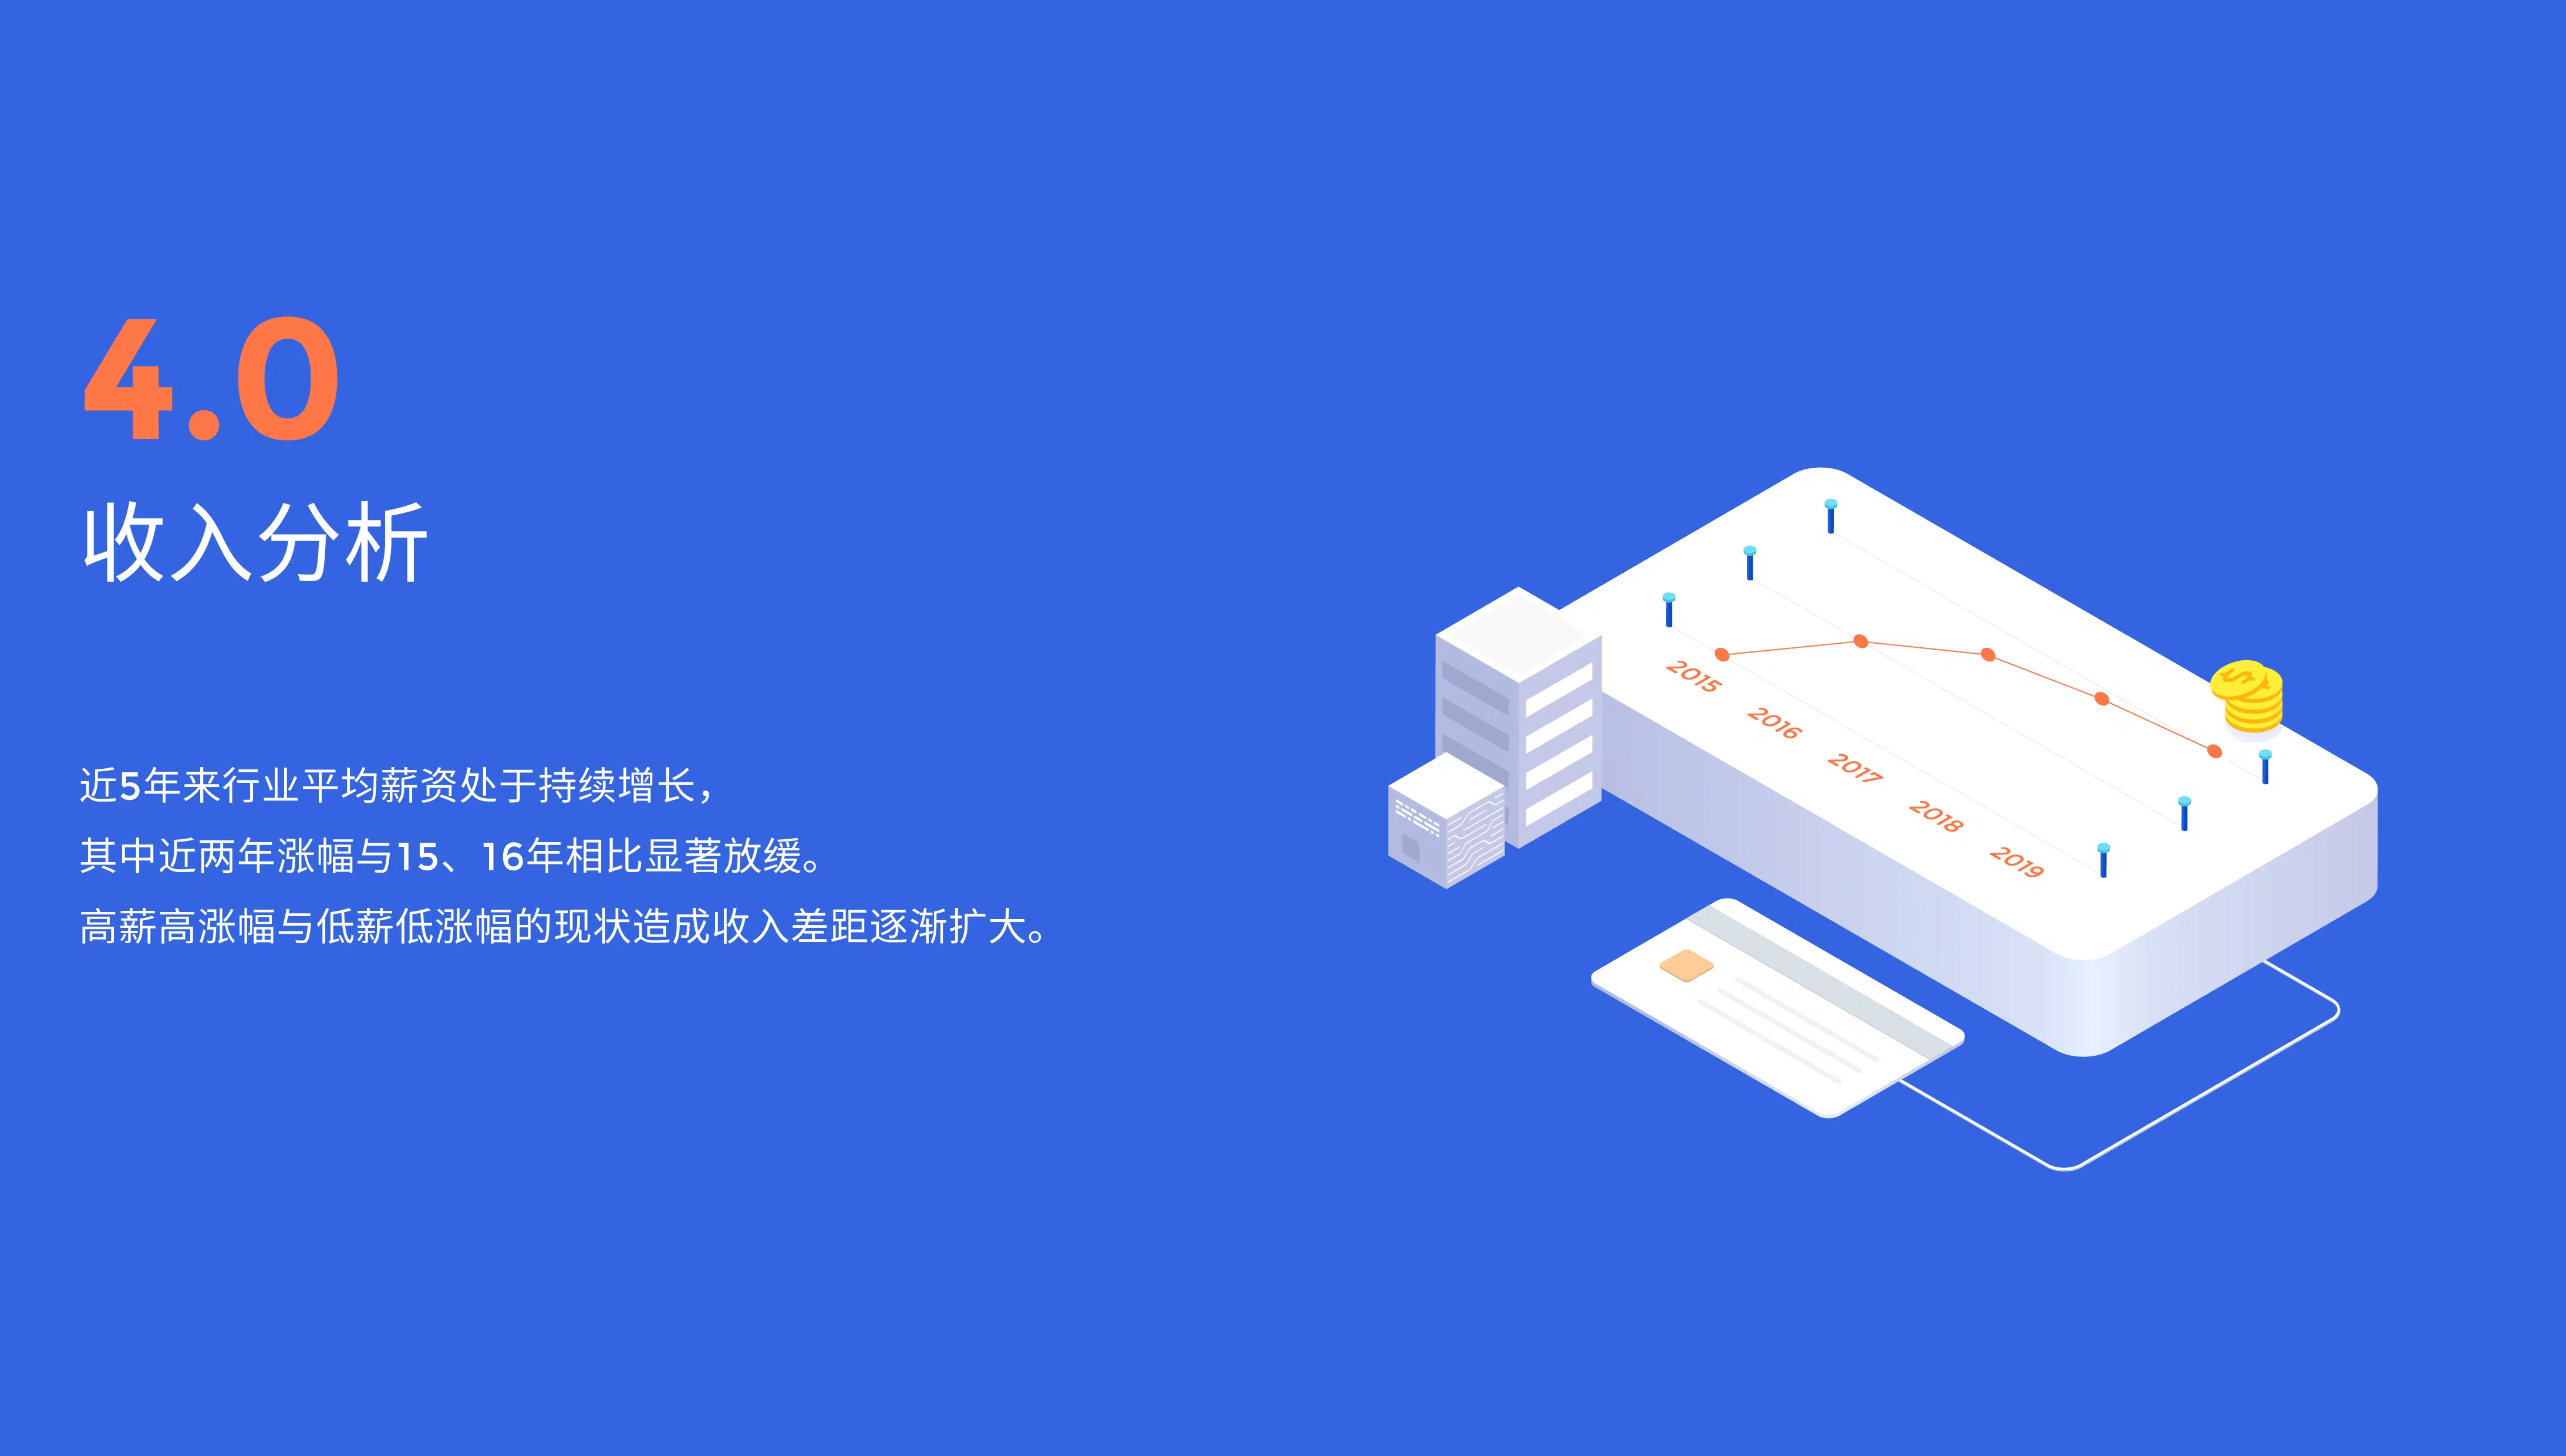 4.0
收入分析
近5年来行业平均薪资处于持续增长，
其中近两年涨幅与15、16年相比显著放缓。
高薪高涨幅与低薪低涨幅的现状造成收入差距逐渐扩大。
2015
2016
2017
2018
2019